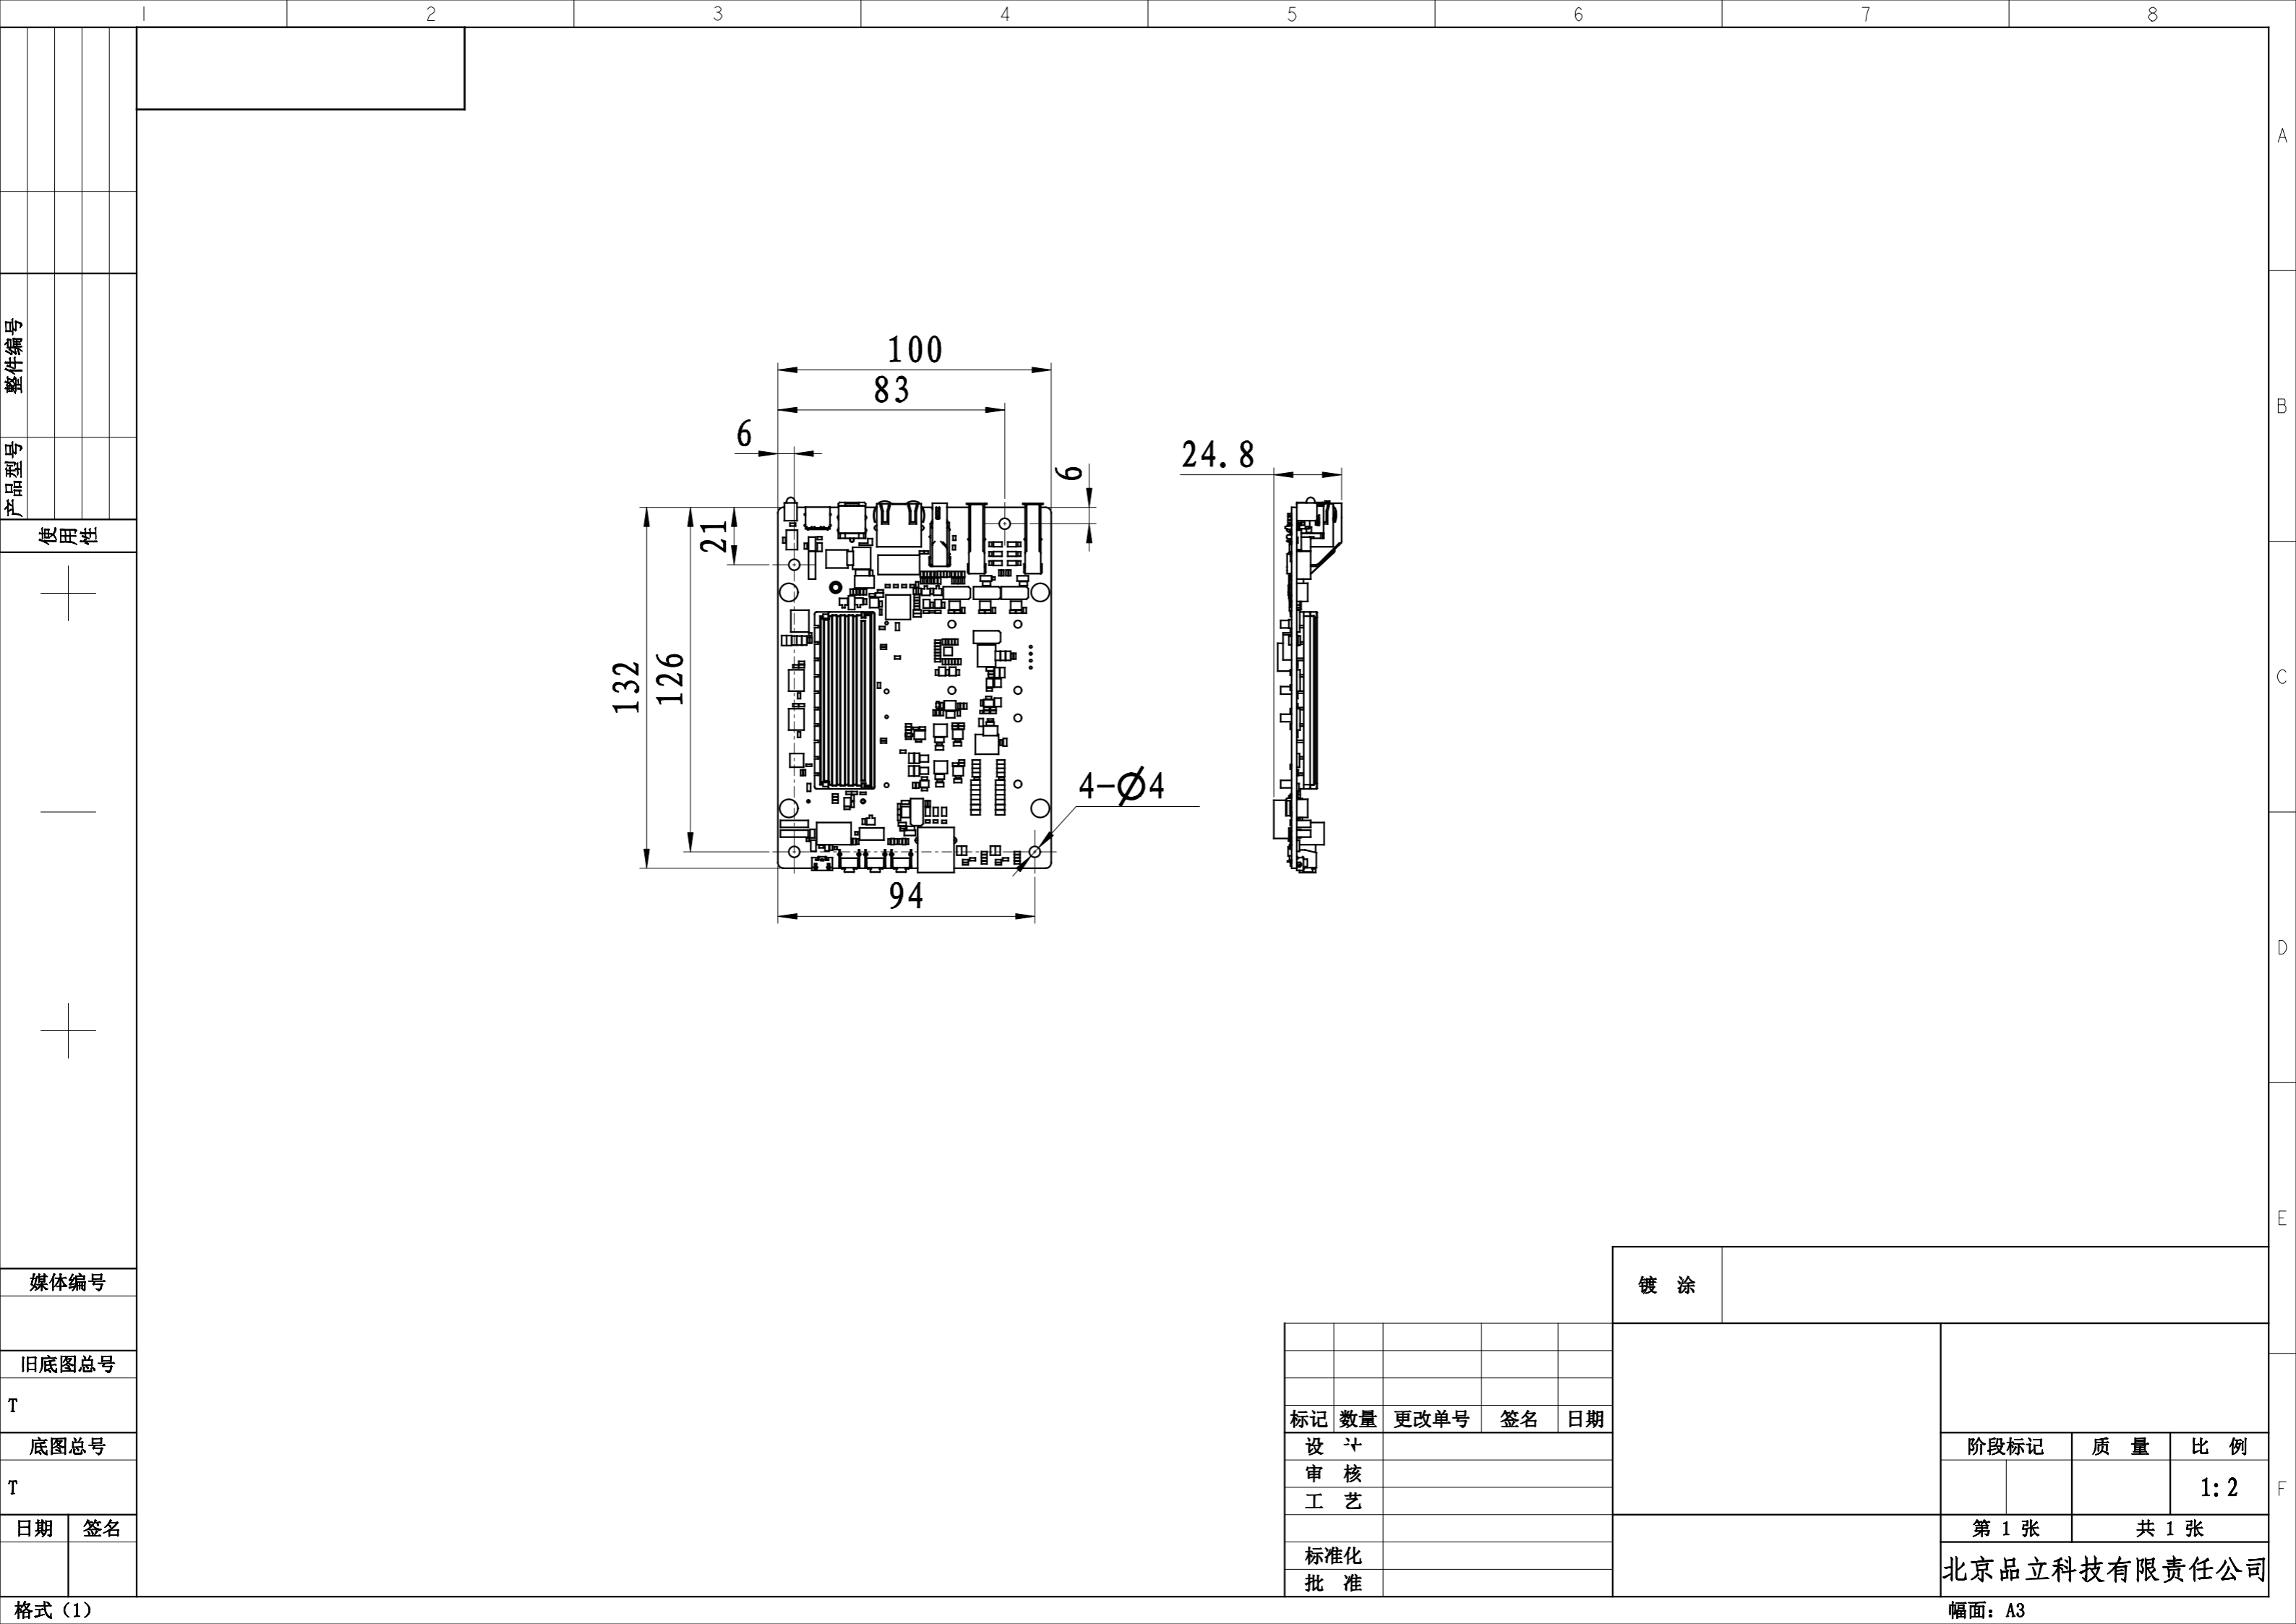 1 2 3 4 5 6 7 8
A
B
C
D
E
F
整件编号
产品型号
使用性
媒体编号
旧底图总号
T
底图总号
T
日期 签名
格式（1）
100
83
6
6
24.8
21
132
126
4-Ø4
94
镀 涂
标记 数量 更改单号 签名 日期
设 计
审 核
工 艺
标准化
批 准
阶段标记 质 量 比 例
1:2
第 1 张 共 1 张
北京品立科技有限责任公司
幅面：A3